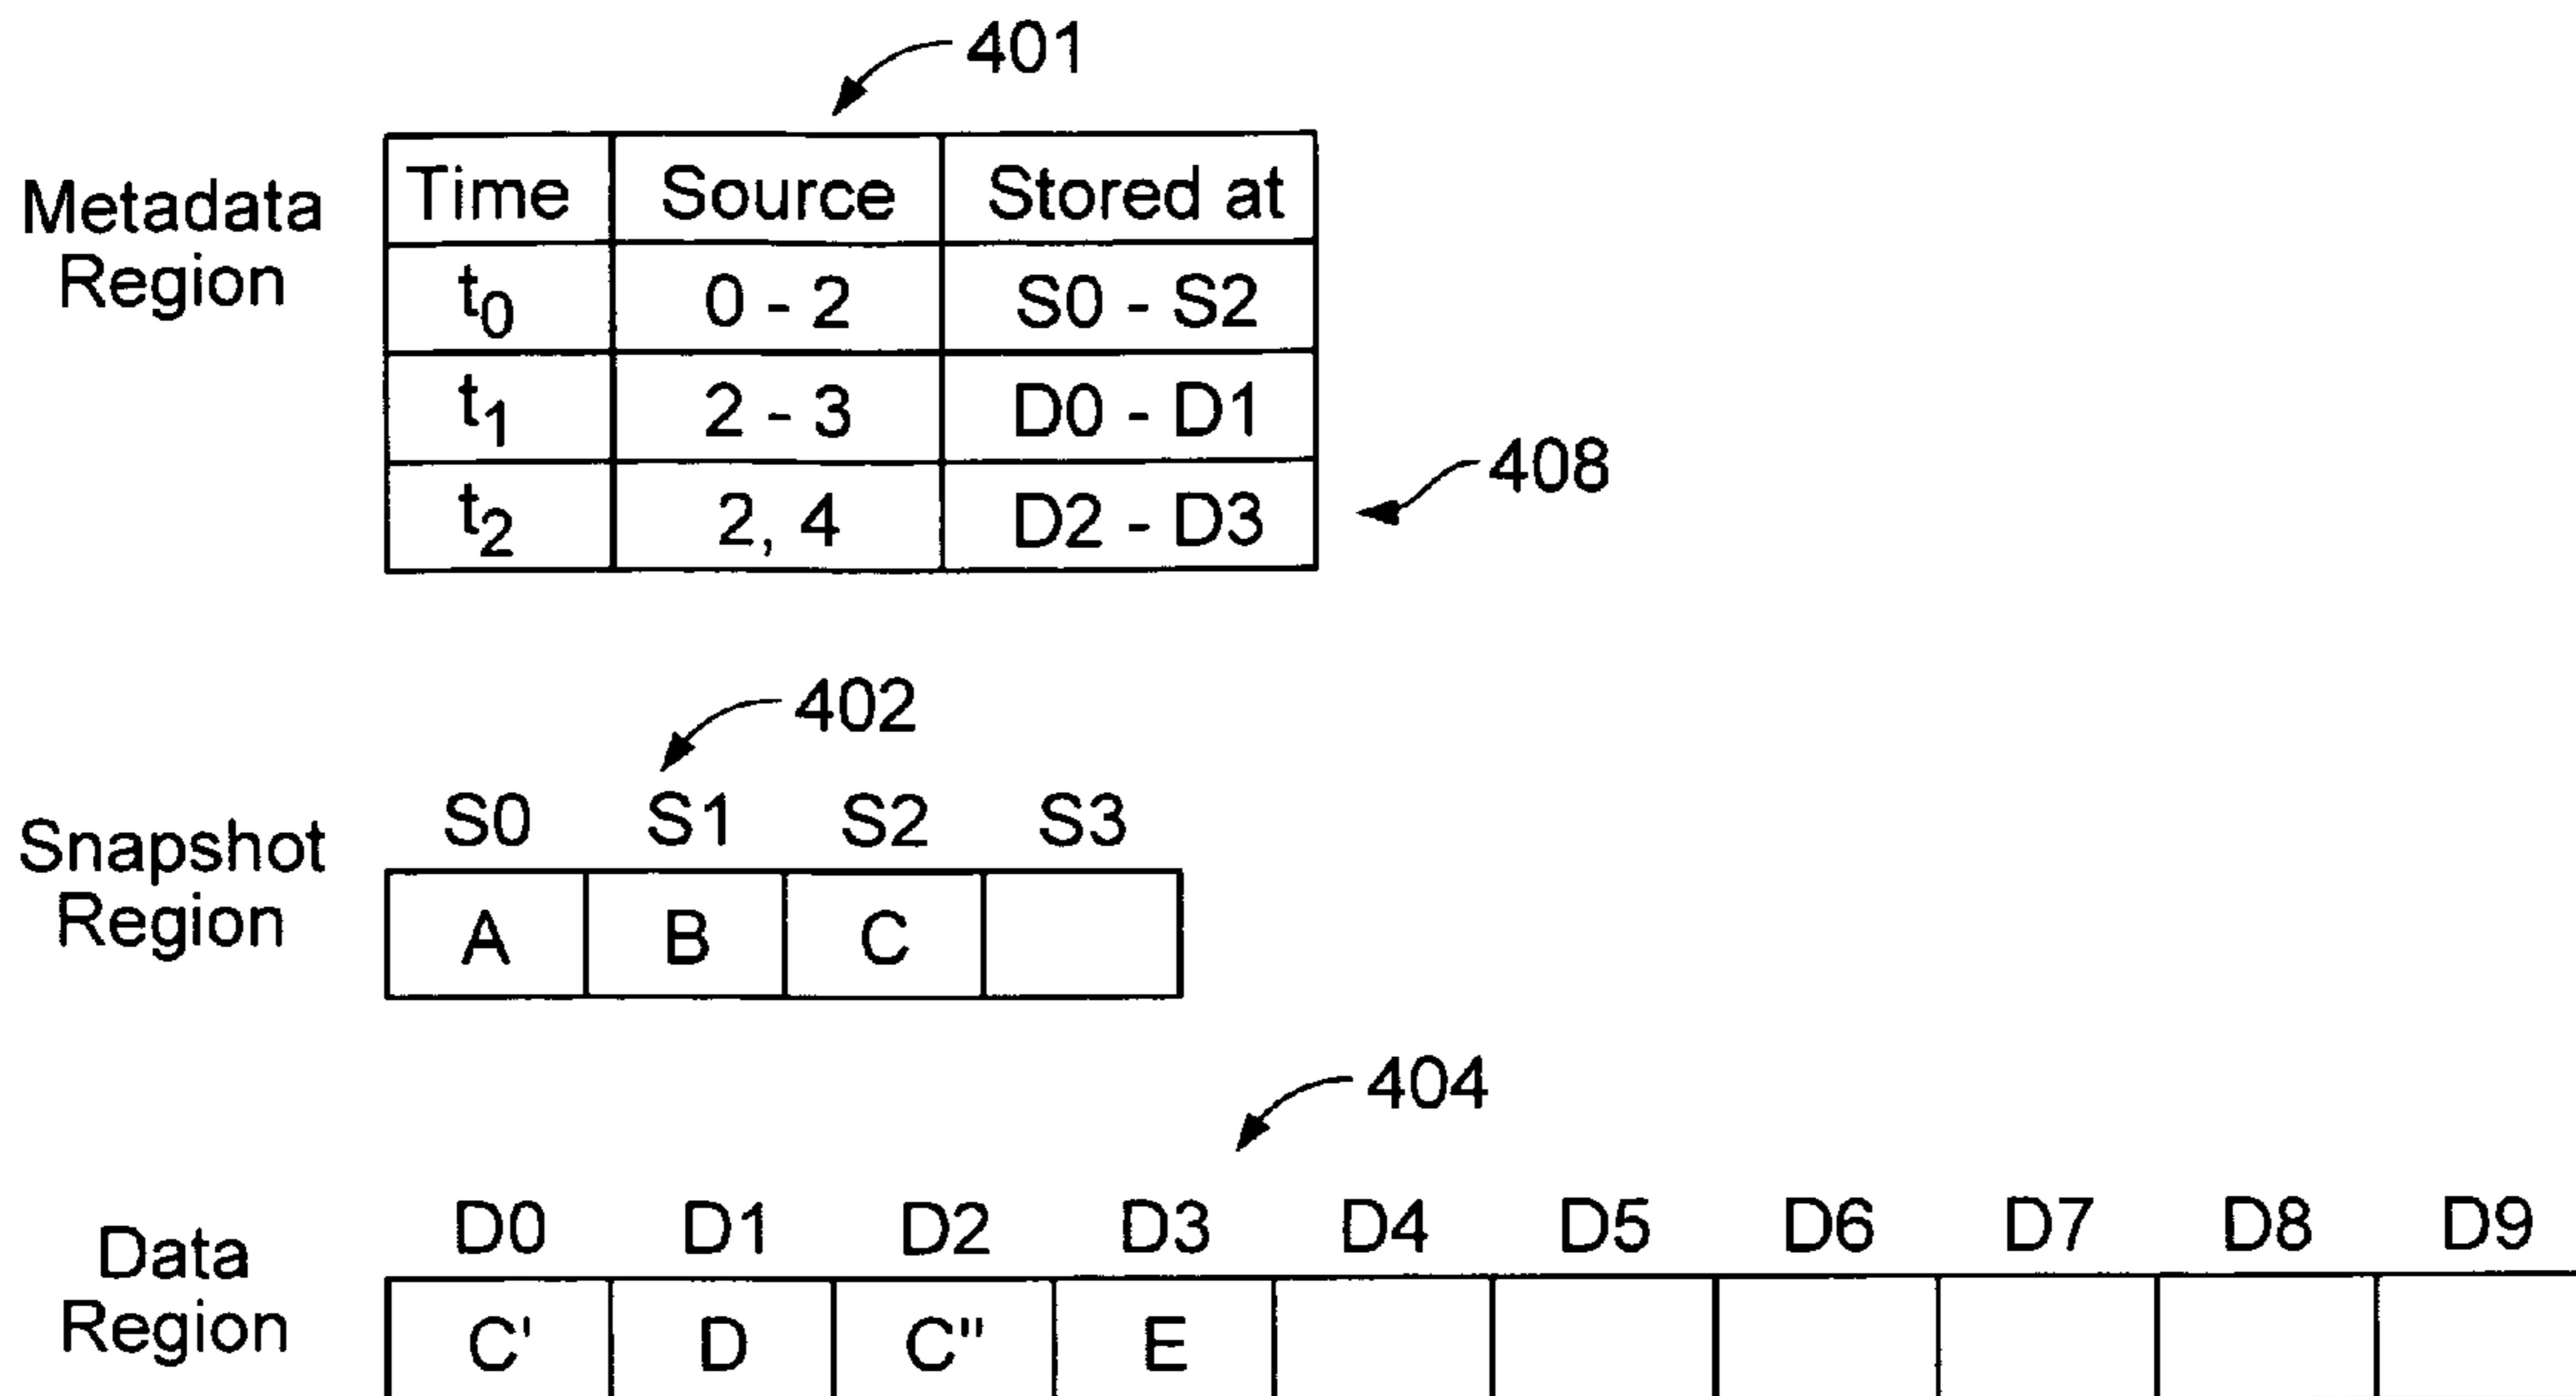 401
Metadata
Region
Time Source Stored at
t0 0 - 2 S0 - S2
t1 2 - 3 D0 - D1
t2 2, 4 D2 - D3
408
402
Snapshot
Region
S0 S1 S2 S3
A B C
404
Data
Region
D0 D1 D2 D3 D4 D5 D6 D7 D8 D9
C' D C" E